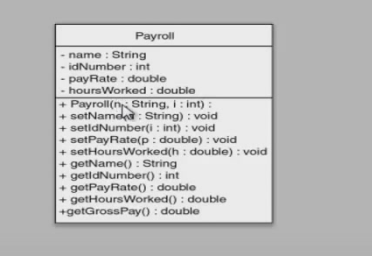 Payroll
- name : String
- idNumber : int
- payRate : double
- hoursWorked : double
+ Payroll(n : String, i : int) :
+ setName( : String) : void
+ setIdNumber(i : int) : void
+ setPayRate(p : double) : void
+ setHoursWorked(h : double) : void
+ getName() : String
+ getIdNumber() : int
+ getPayRate() : double
+ getHoursWorked() : double
+getGrossPay() : double